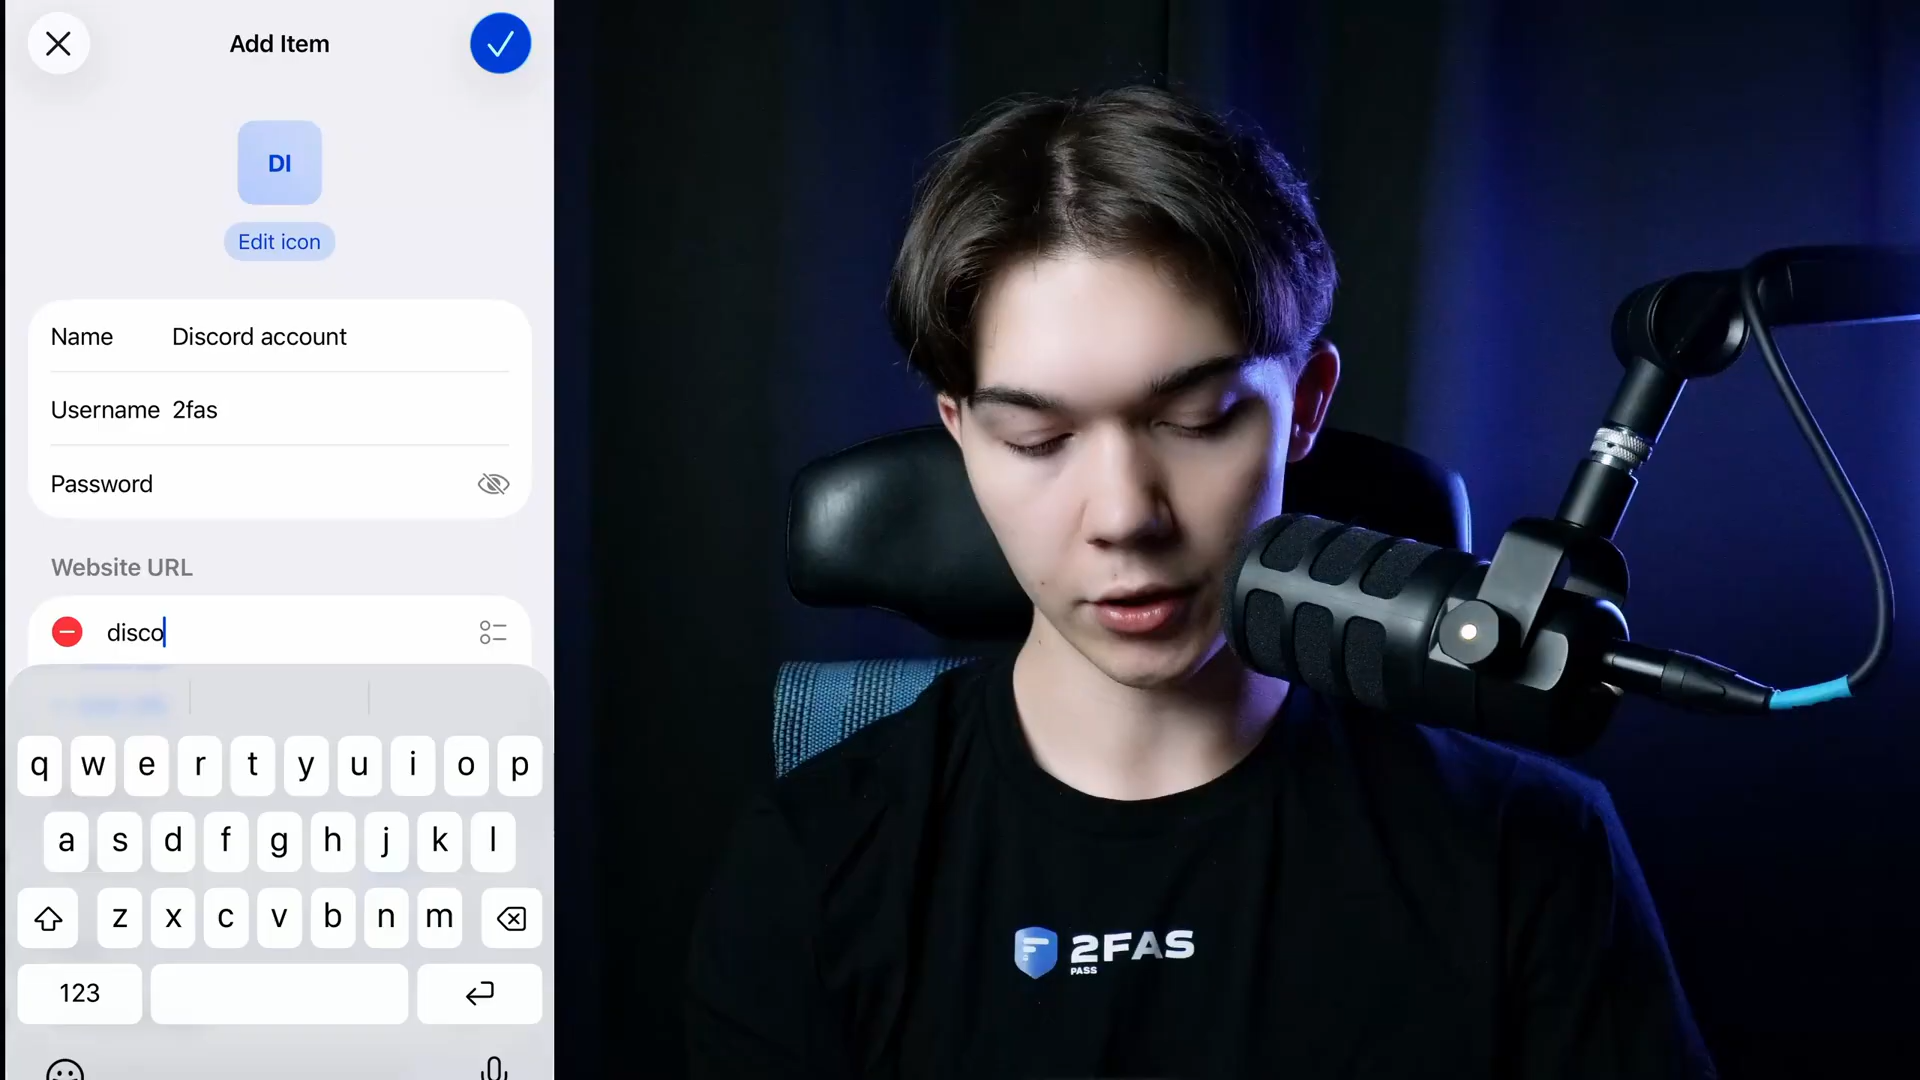 Add Item
DI
Edit icon
Name Discord account
Username 2fas
Password
Website URL
disco
q w e r t y u i o p
a s d f g h j k l
z x c v b n m
123
2FAS
PASS